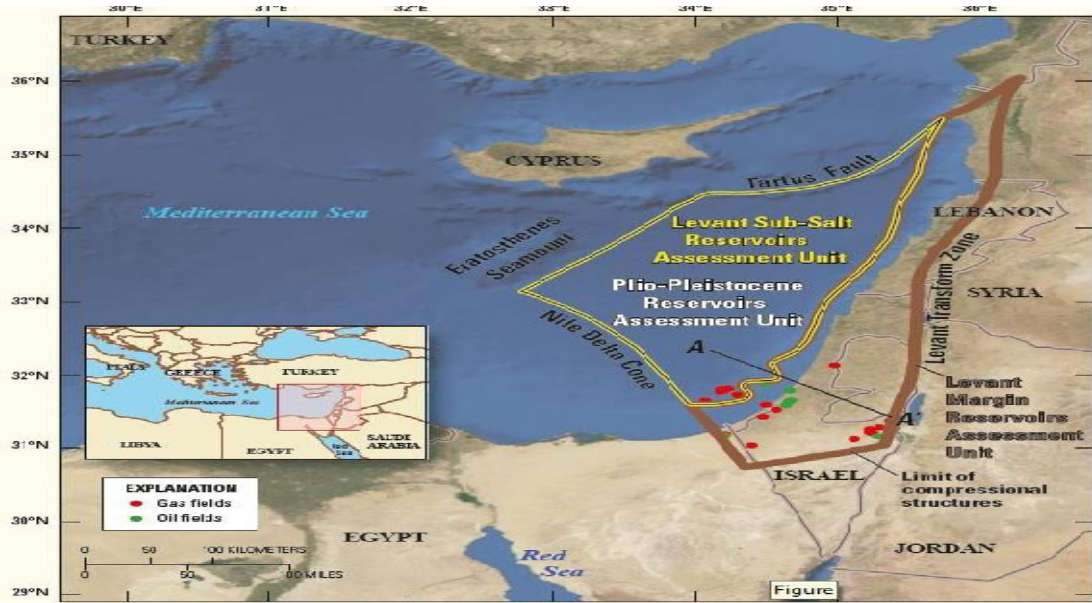 30°E
31°E
32°E
33°E
34°E
35°E
36°E
TURKEY
36°N
35°N
34°N
33°N
32°N
31°N
30°N
29°N
CYPRUS
Tartus Fault
Mediterranean Sea
Eratosthenes
Seamount
Levant Sub-Salt
Reservoirs
Assessment Unit
Plio-Pleistocene
Reservoirs
Assessment Unit
Nile Delta Cone
LEBANON
SYRIA
Levant Transform Zone
A
A'
Levant
Margin
Reservoirs
Assessment
Unit
ISRAEL
Limit of
compressional
structures
JORDAN
EGYPT
Red
Sea
ITALY
GREECE
TURKEY
Mediterranean Sea
LIBYA
EGYPT
Red
Sea
SAUDI
ARABIA
EXPLANATION
Gas fields
Oil fields
0 50 100 KILOMETERS
0 50 80 MILES
Figure